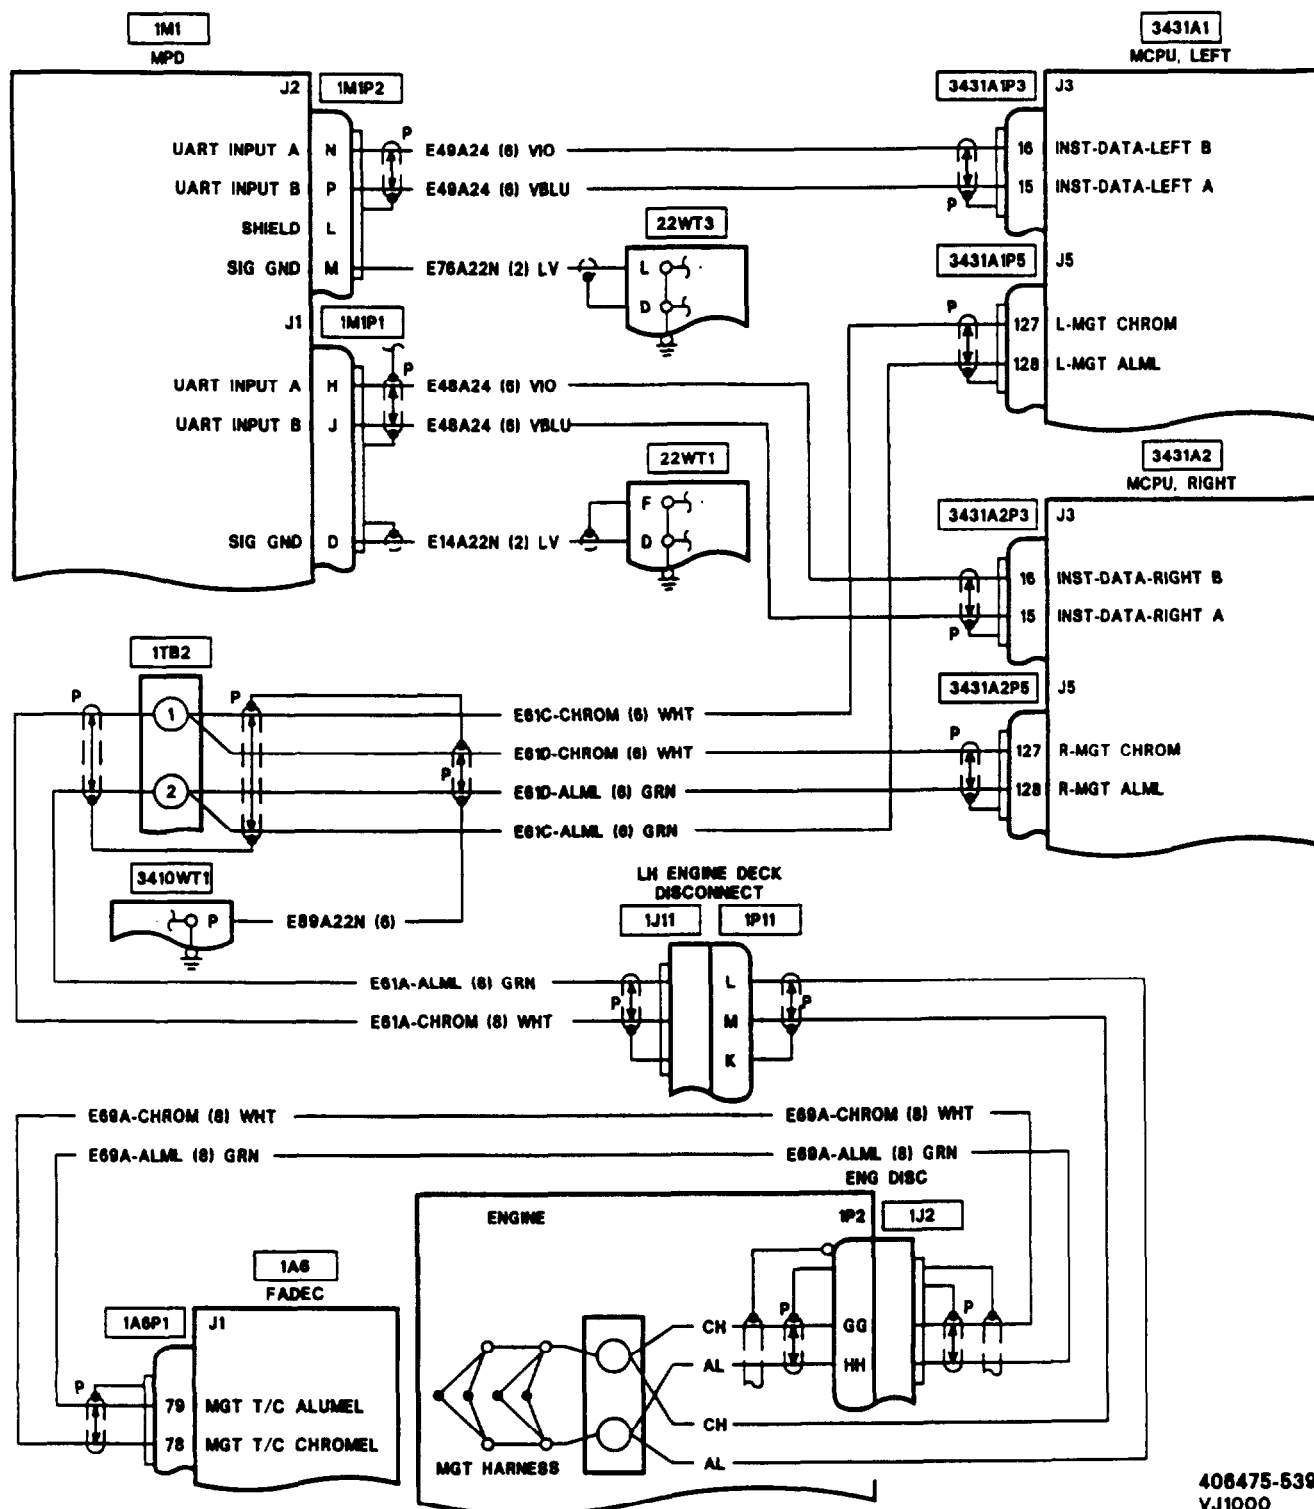 1M1
MPD
J2
1M1P2
UART INPUT A N
P
E49A24 (6) VIO
UART INPUT B P
E49A24 (6) VBLU
SHIELD L
SIG GND M
E76A22N (2) LV
22WT3
L
D
J1
1M1P1
P
UART INPUT A H
E48A24 (6) VIO
UART INPUT B J
E48A24 (6) VBLU
22WT1
F
D
SIG GND D
E14A22N (2) LV
3431A1
MCPU, LEFT
3431A1P3
J3
16 INST-DATA-LEFT B
15 INST-DATA-LEFT A
P
3431A1P5
J5
P
127 L-MGT CHROM
128 L-MGT ALML
3431A2
MCPU, RIGHT
3431A2P3
J3
16 INST-DATA-RIGHT B
15 INST-DATA-RIGHT A
P
3431A2P5
J5
P
127 R-MGT CHROM
128 R-MGT ALML
1TB2
P
1
P
E61C-CHROM (6) WHT
E61D-CHROM (6) WHT
P
2
E61D-ALML (6) GRN
E61C-ALML (6) GRN
3410WT1
P
E89A22N (6)
LH ENGINE DECK
DISCONNECT
1J11
1P11
E61A-ALML (8) GRN
P
L
P
E61A-CHROM (8) WHT
M
K
E69A-CHROM (8) WHT
E69A-CHROM (8) WHT
E69A-ALML (8) GRN
E69A-ALML (8) GRN
ENG DISC
ENGINE
1P2
1J2
1A6
FADEC
1A6P1
J1
P
79 MGT T/C ALUMEL
78 MGT T/C CHROMEL
MGT HARNESS
CH
P
GG
P
AL
HH
CH
AL
406475-539
VJ1000